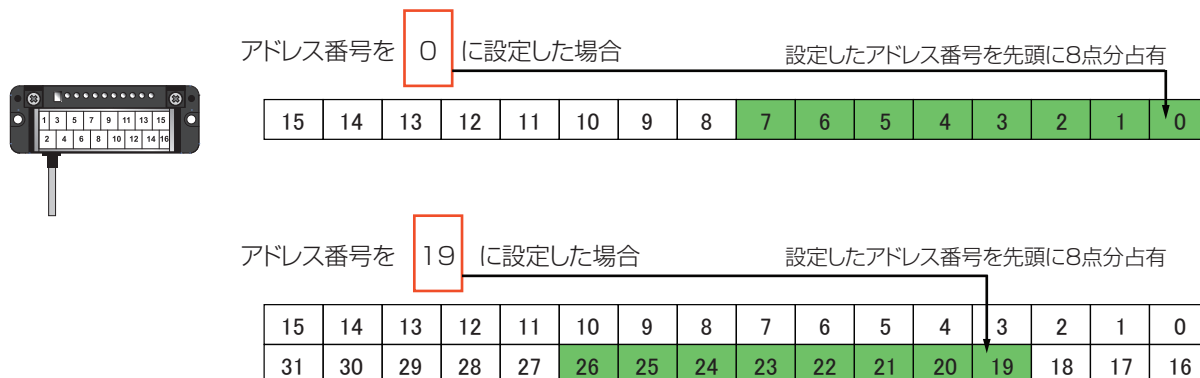 アドレス番号を 0 に設定した場合
設定したアドレス番号を先頭に8点分占有
15 14 13 12 11 10 9 8 7 6 5 4 3 2 1 0
1 3 5 7 9 11 13 15
2 4 6 8 10 12 14 16
アドレス番号を 19 に設定した場合
設定したアドレス番号を先頭に8点分占有
15 14 13 12 11 10 9 8 7 6 5 4 3 2 1 0
31 30 29 28 27 26 25 24 23 22 21 20 19 18 17 16